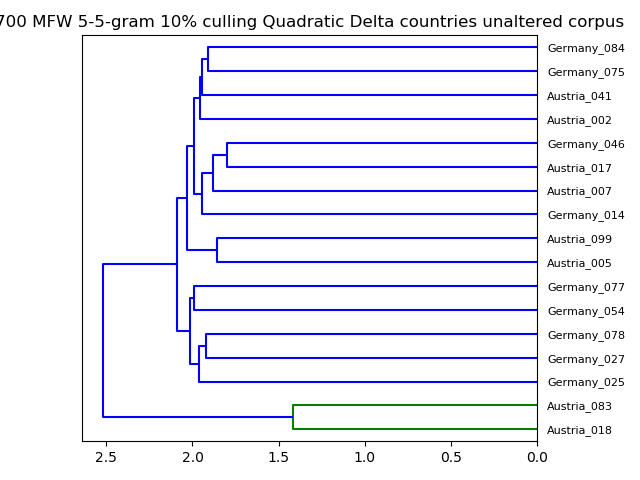 700 MFW 5-5-gram 10% culling Quadratic Delta countries unaltered corpus
Germany_084
Germany_075
Austria_041
Austria_002
Germany_046
Austria_017
Austria_007
Germany_014
Austria_099
Austria_005
Germany_077
Germany_054
Germany_078
Germany_027
Germany_025
Austria_083
Austria_018
2.5 2.0 1.5 1.0 0.5 0.0